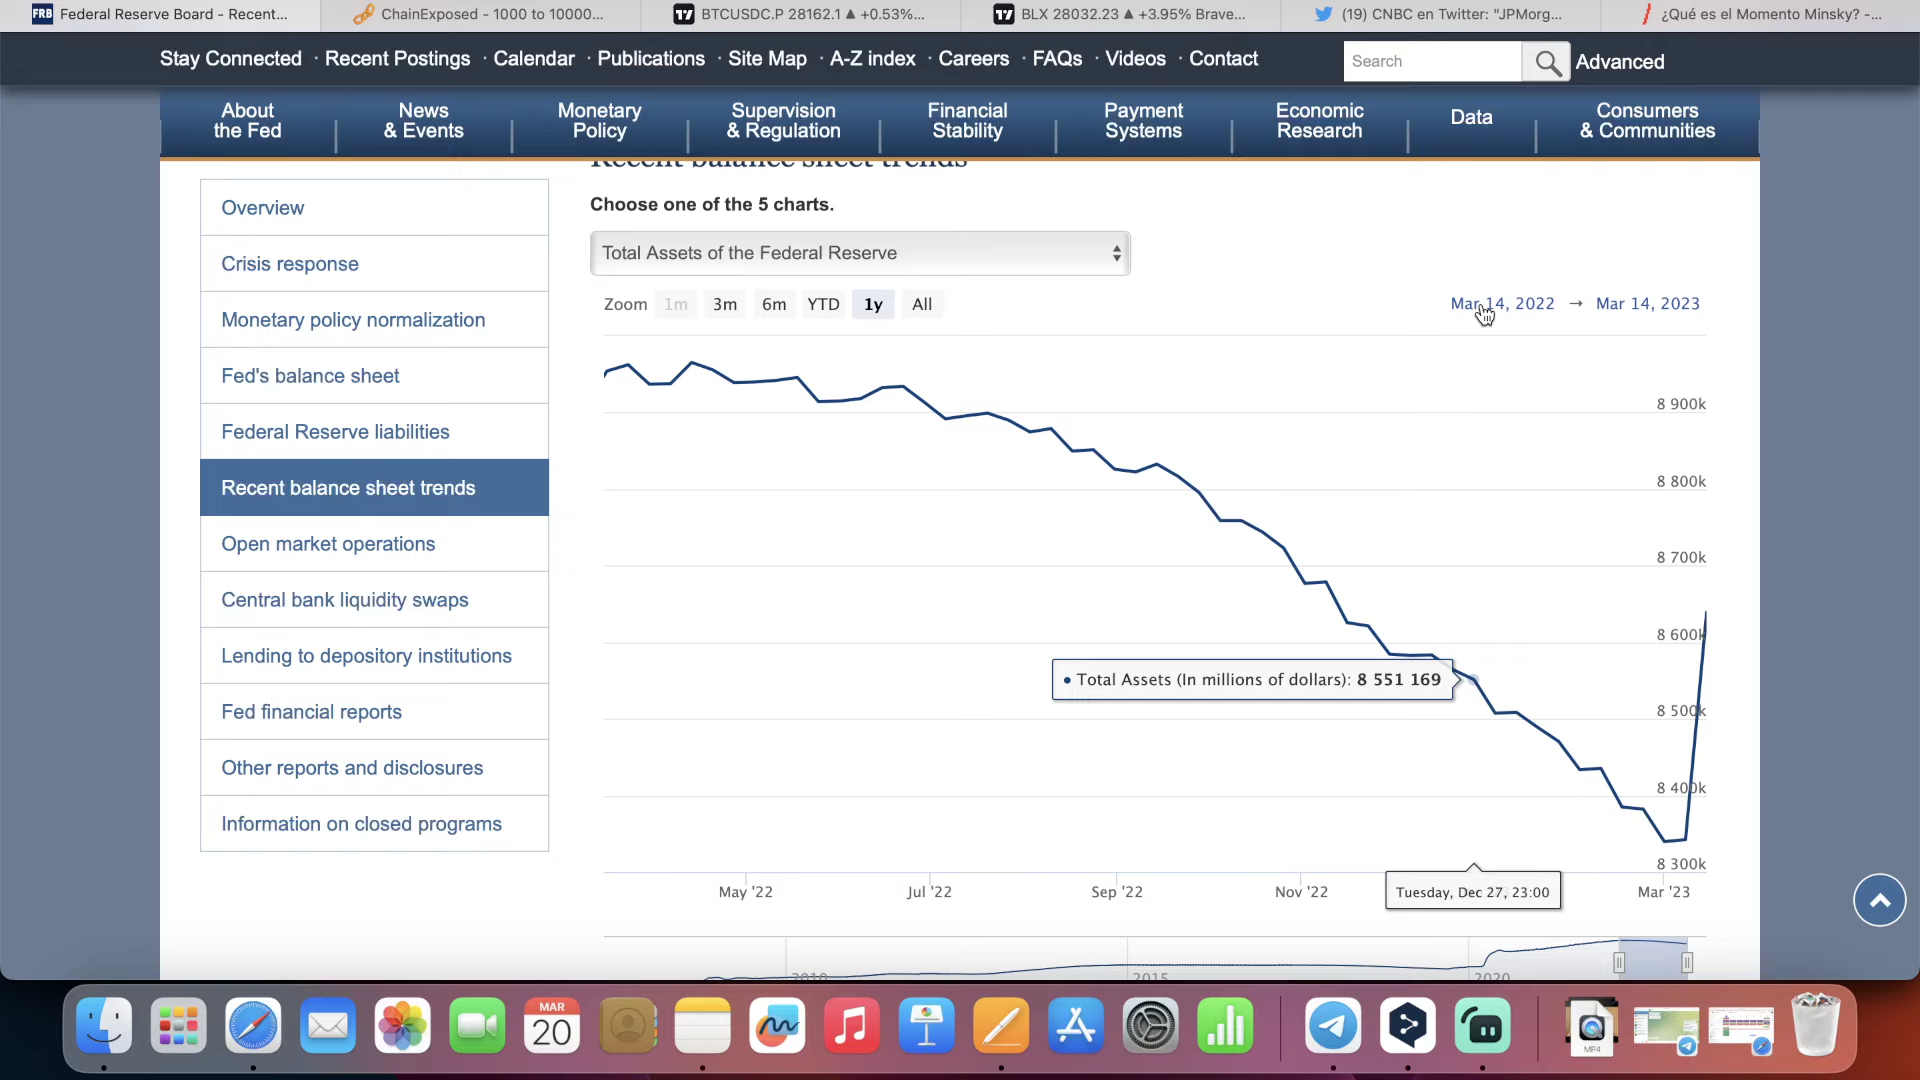 FRB Federal Reserve Board - Recent...
ChainExposed - 1000 to 10000...
BTCUSDC.P 28162.1 ▲ +0.53%...
BLX 28032.23 ▲ +3.95% Brave...
(19) CNBC en Twitter: "JPMorg...
¿Qué es el Momento Minsky? -...
Stay Connected · Recent Postings · Calendar · Publications · Site Map · A-Z index · Careers · FAQs · Videos · Contact
Search
Advanced
About
the Fed
News
& Events
Monetary
Policy
Supervision
& Regulation
Financial
Stability
Payment
Systems
Economic
Research
Data
Consumers
& Communities
Recent balance sheet trends
Overview
Crisis response
Monetary policy normalization
Fed's balance sheet
Federal Reserve liabilities
Recent balance sheet trends
Open market operations
Central bank liquidity swaps
Lending to depository institutions
Fed financial reports
Other reports and disclosures
Information on closed programs
Choose one of the 5 charts.
Total Assets of the Federal Reserve
Zoom 1m 3m 6m YTD 1y All
Mar 14, 2022 → Mar 14, 2023
8 900k
8 800k
8 700k
8 600k
Total Assets (In millions of dollars): 8 551 169
8 500k
8 400k
8 300k
May '22
Jul '22
Sep '22
Nov '22
Tuesday, Dec 27, 23:00
Mar '23
2010
2015
2020
MAR
20
MP4